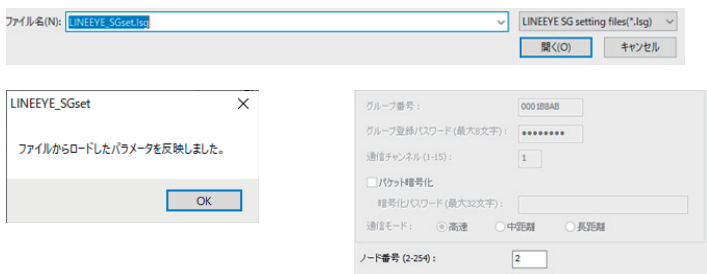 ファイル名(N): LINEEYE_SGset.lsg LINEEYE SG setting files(*.lsg)
開く(O) キャンセル
LINEEYE_SGset
ファイルからロードしたパラメータを反映しました。
OK
グループ番号： 0001B8AB
グループ登録パスワード(最大8文字)： ●●●●●●●●
通信チャンネル (1-15)： 1
パケット暗号化
暗号化パスワード(最大32文字)：
通信モード： 高速 中距離 長距離
ノード番号 (2-254)： 2